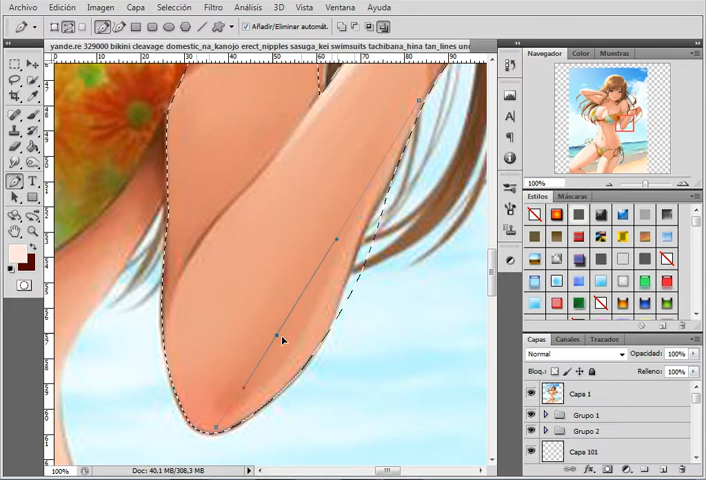 Archivo Edición Imagen Capa Selección Filtro Análisis 3D Vista Ventana Ayuda
Añadir/Eliminar automát.
yande.re 329000 bikini cleavage domestic_na_kanojo erect_nipples sasuga_kei swimsuits tachibana_hina tan_lines und
Navegador Color Muestras
100%
Estilos Máscaras
Capas Canales Trazados
Normal Opacidad: 100%
Bloq.: Relleno: 100%
Capa 1
Grupo 1
Grupo 2
Capa 101
100% Doc: 40,1 MB/308,3 MB